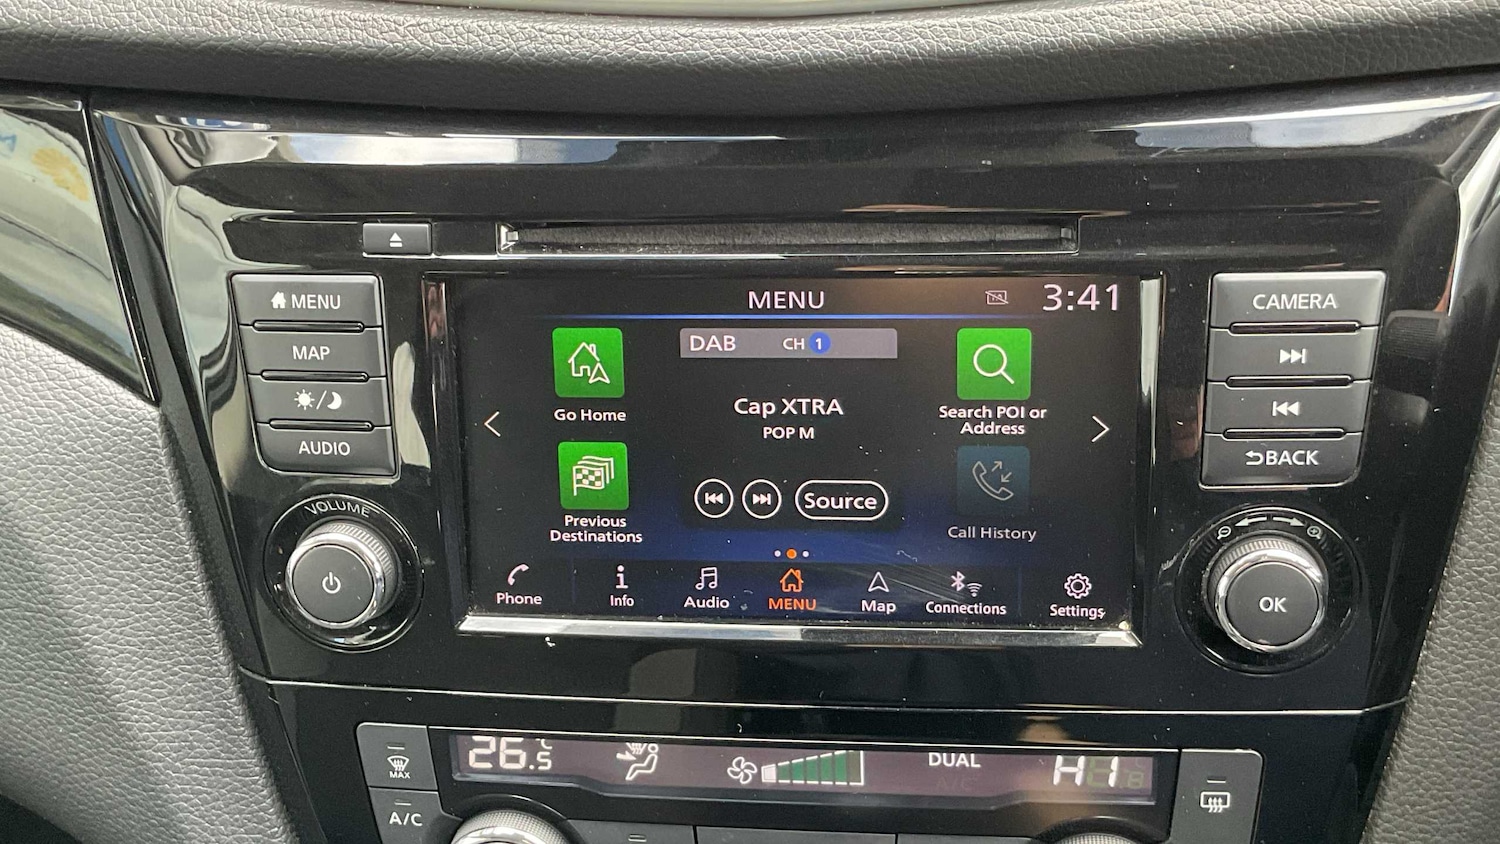 MENU
MAP
AUDIO
VOLUME
MENU
3:41
Go Home
DAB CH 1
Cap XTRA
POP M
Source
Search POI or
Address
Previous
Destinations
Call History
Phone
Info
Audio
MENU
Map
Connections
Settings
CAMERA
BACK
OK
MAX
A/C
26.5 °C
DUAL
HI